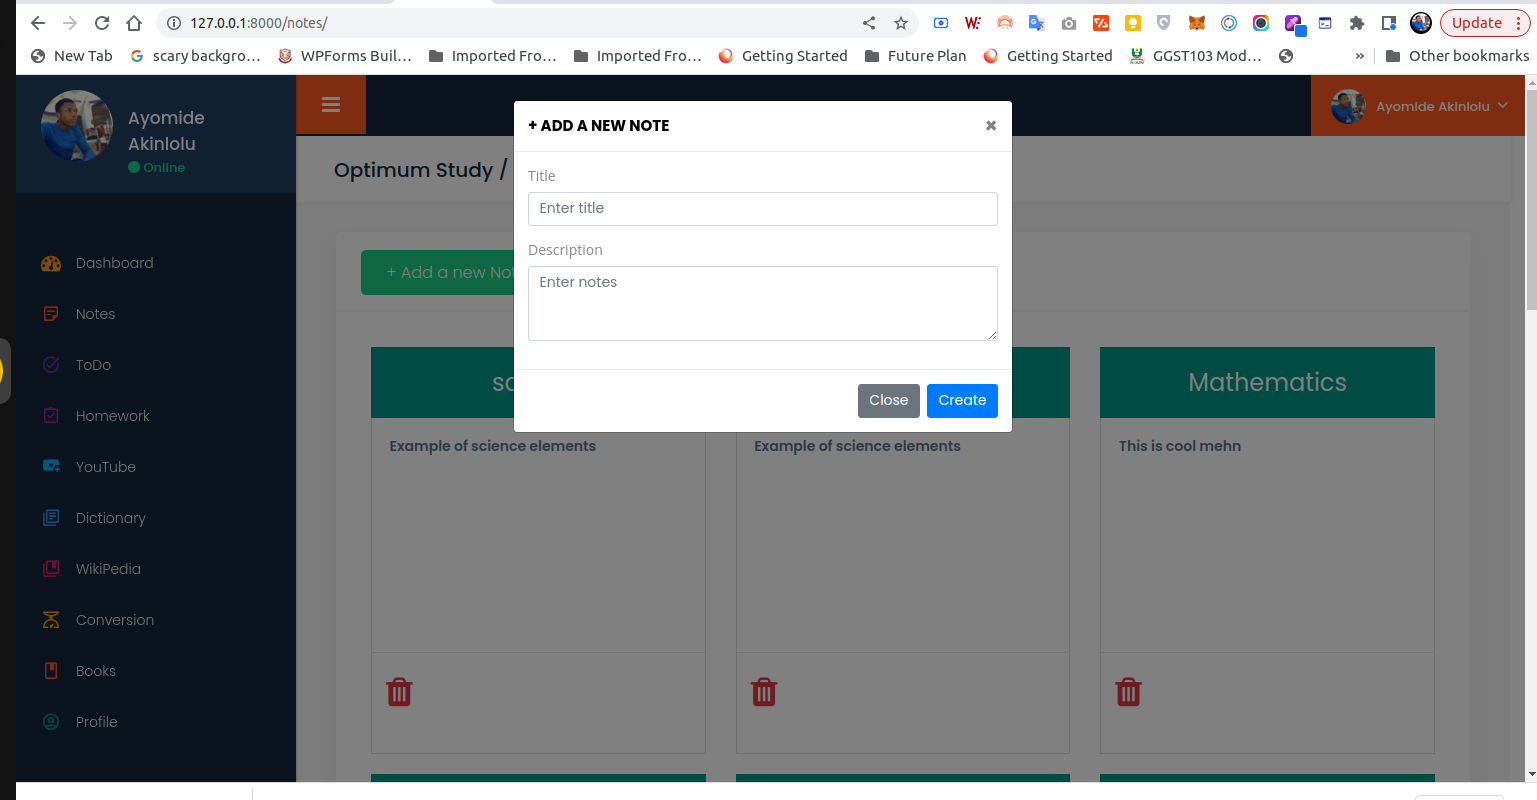 127.0.0.1:8000/notes/
Update
New Tab
scary backgro...
WPForms Buil...
Imported Fro...
Imported Fro...
Getting Started
Future Plan
Getting Started
GGST103 Mod...
»
Other bookmarks
Ayomide
Akinlolu
Online
Ayomide Akinlolu
Optimum Study /
+ ADD A NEW NOTE
Title
Enter title
Description
Enter notes
Close
Create
+ Add a new
Mathematics
Example of science elements
Example of science elements
This is cool mehn
Dashboard
Notes
ToDo
Homework
YouTube
Dictionary
WikiPedia
Conversion
Books
Profile